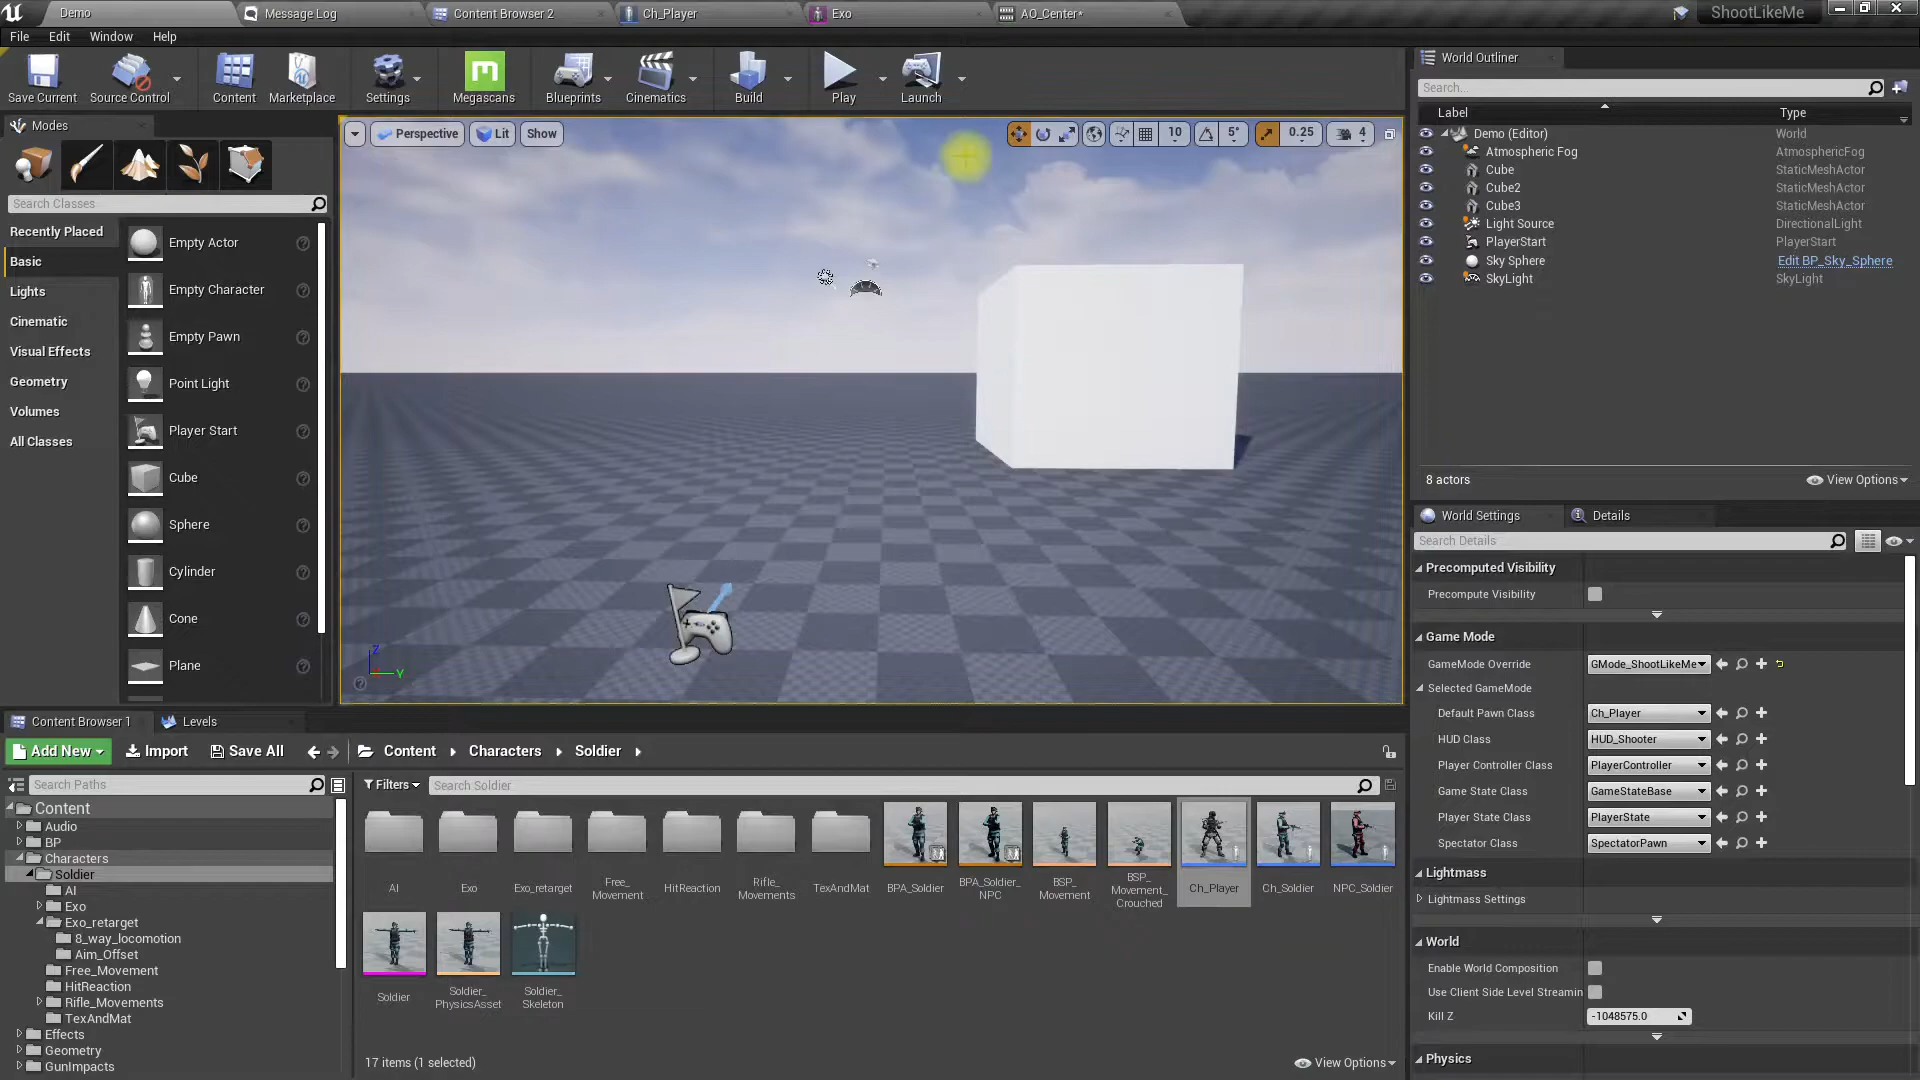 Demo
Message Log
Content Browser 2
Ch_Player
Exo
AO_Center*
ShootLikeMe
File
Edit
Window
Help
Save Current
Source Control
Content
Marketplace
Settings
Megascans
Blueprints
Cinematics
Build
Play
Launch
Modes
Search Classes
Recently Placed
Basic
Lights
Cinematic
Visual Effects
Geometry
Volumes
All Classes
Empty Actor
Empty Character
Empty Pawn
Point Light
Player Start
Cube
Sphere
Cylinder
Cone
Plane
Perspective
Lit
Show
10
5°
0.25
4
Z
Y
World Outliner
Search...
Label
Type
Demo (Editor)
World
Atmospheric Fog
AtmosphericFog
Cube
StaticMeshActor
Cube2
StaticMeshActor
Cube3
StaticMeshActor
Light Source
DirectionalLight
PlayerStart
PlayerStart
Sky Sphere
Edit BP_Sky_Sphere
SkyLight
SkyLight
8 actors
View Options
World Settings
Details
Search Details
Precomputed Visibility
Precompute Visibility
Game Mode
GameMode Override
GMode_ShootLikeMe
Selected GameMode
Default Pawn Class
Ch_Player
HUD Class
HUD_Shooter
Player Controller Class
PlayerController
Game State Class
GameStateBase
Player State Class
PlayerState
Spectator Class
SpectatorPawn
Lightmass
Lightmass Settings
World
Enable World Composition
Use Client Side Level Streamin
Kill Z
-1048575.0
Physics
Content Browser 1
Levels
Add New
Import
Save All
Content
Characters
Soldier
Search Paths
Filters
Search Soldier
Content
Audio
BP
Characters
Soldier
AI
Exo
Exo_retarget
8_way_locomotion
Aim_Offset
Free_Movement
HitReaction
Rifle_Movements
TexAndMat
Effects
Geometry
GunImpacts
AI
Exo
Exo_retarget
Free_
Movement
HitReaction
Rifle_
Movements
TexAndMat
BPA_Soldier
BPA_Soldier_
NPC
BSP_
Movement
BSP_
Movement_
Crouched
Ch_Player
Ch_Soldier
NPC_Soldier
Soldier
Soldier_
PhysicsAsset
Soldier_
Skeleton
17 items (1 selected)
View Options